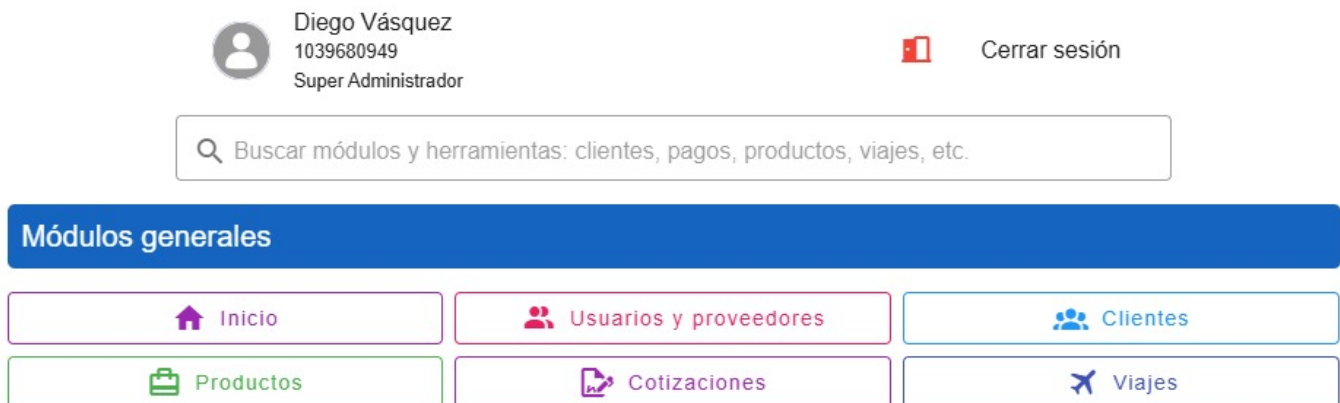 Diego Vásquez
1039680949
Super Administrador
Cerrar sesión
Buscar módulos y herramientas: clientes, pagos, productos, viajes, etc.
Módulos generales
Inicio
Usuarios y proveedores
Clientes
Productos
Cotizaciones
Viajes